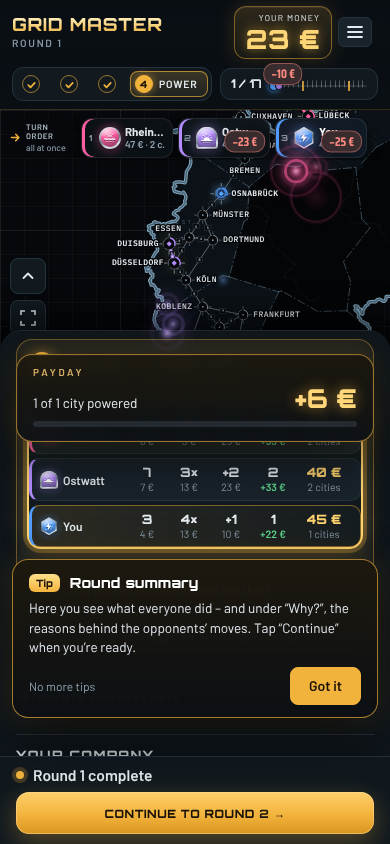 GRID MASTER
ROUND 1
YOUR MONEY
23 €
4 POWER
1 / 17
-10 €
TURN ORDER
all at once
1 Rhein...
47 € · 2 c.
2
-23 €
3
-25 €
CUXHAVEN
LÜBECK
BREMEN
OSNABRÜCK
MÜNSTER
ESSEN
DUISBURG
DORTMUND
DÜSSELDORF
KÖLN
KOBLENZ
FRANKFURT
PAYDAY
1 of 1 city powered
+6 €
Ostwatt 7 3x +2 2 40 €
7 € 13 € 23 € +33 € 2 cities
You 3 4x +1 1 45 €
4 € 13 € 10 € +22 € 1 cities
Tip Round summary
Here you see what everyone did – and under “Why?”, the
reasons behind the opponents’ moves. Tap “Continue”
when you’re ready.
No more tips
Got it
YOUR COMPANY
Round 1 complete
CONTINUE TO ROUND 2 →